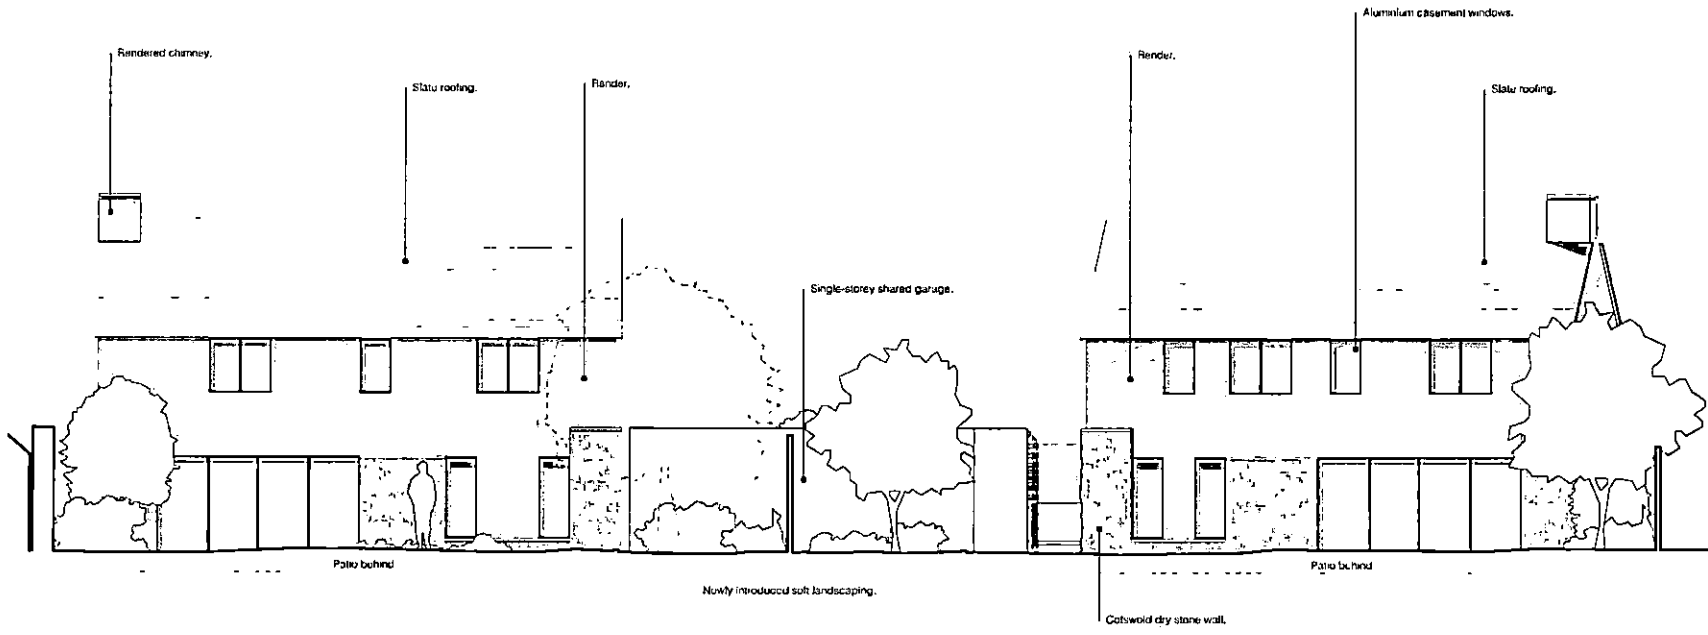 Aluminium casement windows.
Rendered chimney.
Render.
Slate roofing.
Render.
Slate roofing.
Single-storey shared garage.
Patio behind
Patio behind
Newly introduced soft landscaping.
Cotswold dry stone wall.